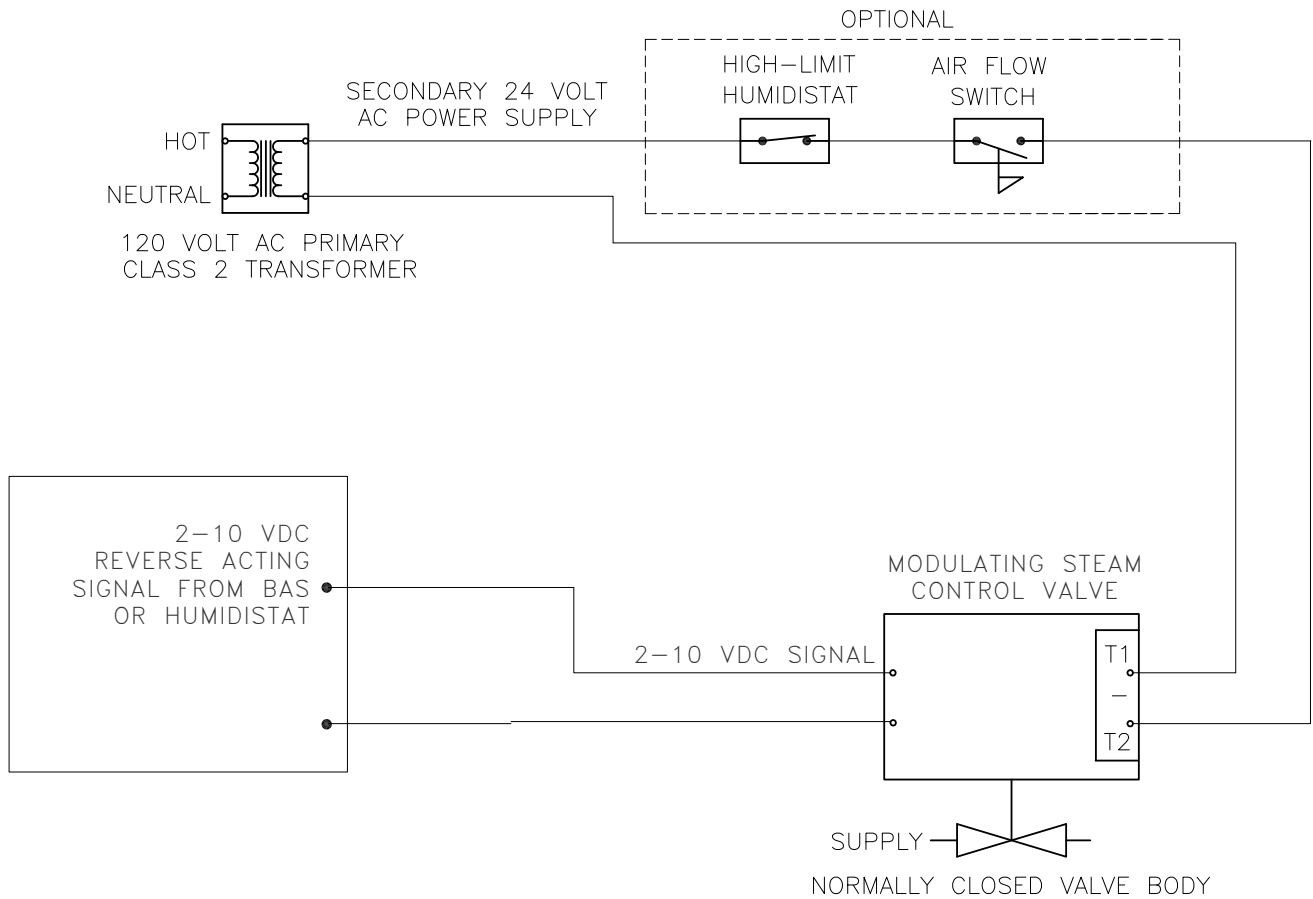 OPTIONAL
HIGH-LIMIT
HUMIDISTAT
AIR FLOW
SWITCH
SECONDARY 24 VOLT
AC POWER SUPPLY
HOT
NEUTRAL
120 VOLT AC PRIMARY
CLASS 2 TRANSFORMER
2-10 VDC
REVERSE ACTING
SIGNAL FROM BAS
OR HUMIDISTAT
MODULATING STEAM
CONTROL VALVE
2-10 VDC SIGNAL
T1
-
T2
SUPPLY
NORMALLY CLOSED VALVE BODY